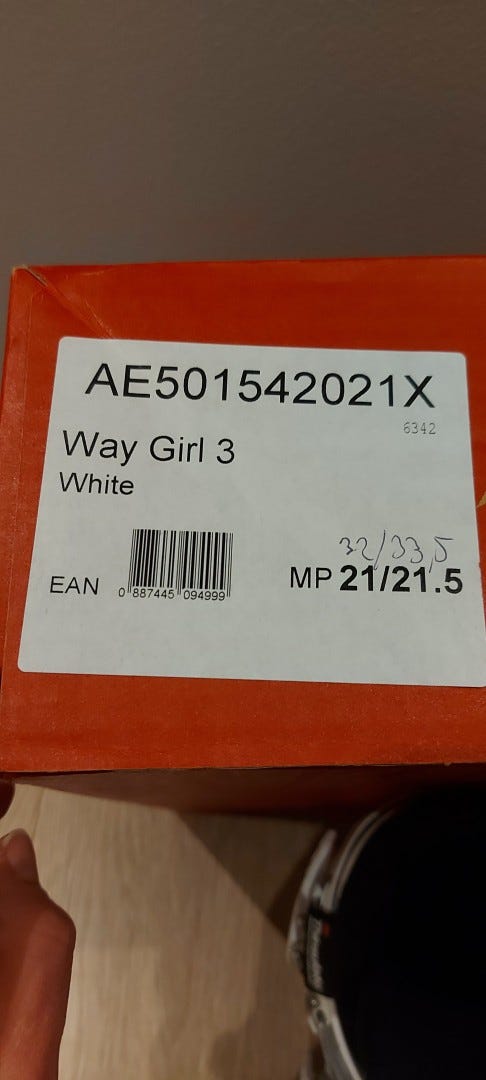 AE501542021X
6342
Way Girl 3
White
32/33,5
EAN
0 887445 094999
MP 21/21.5